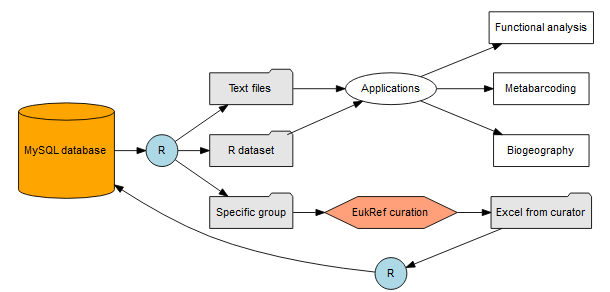 Functional analysis
Text files
Applications
Metabarcoding
MySQL database
R
R dataset
Biogeography
Specific group
EukRef curation
Excel from curator
R